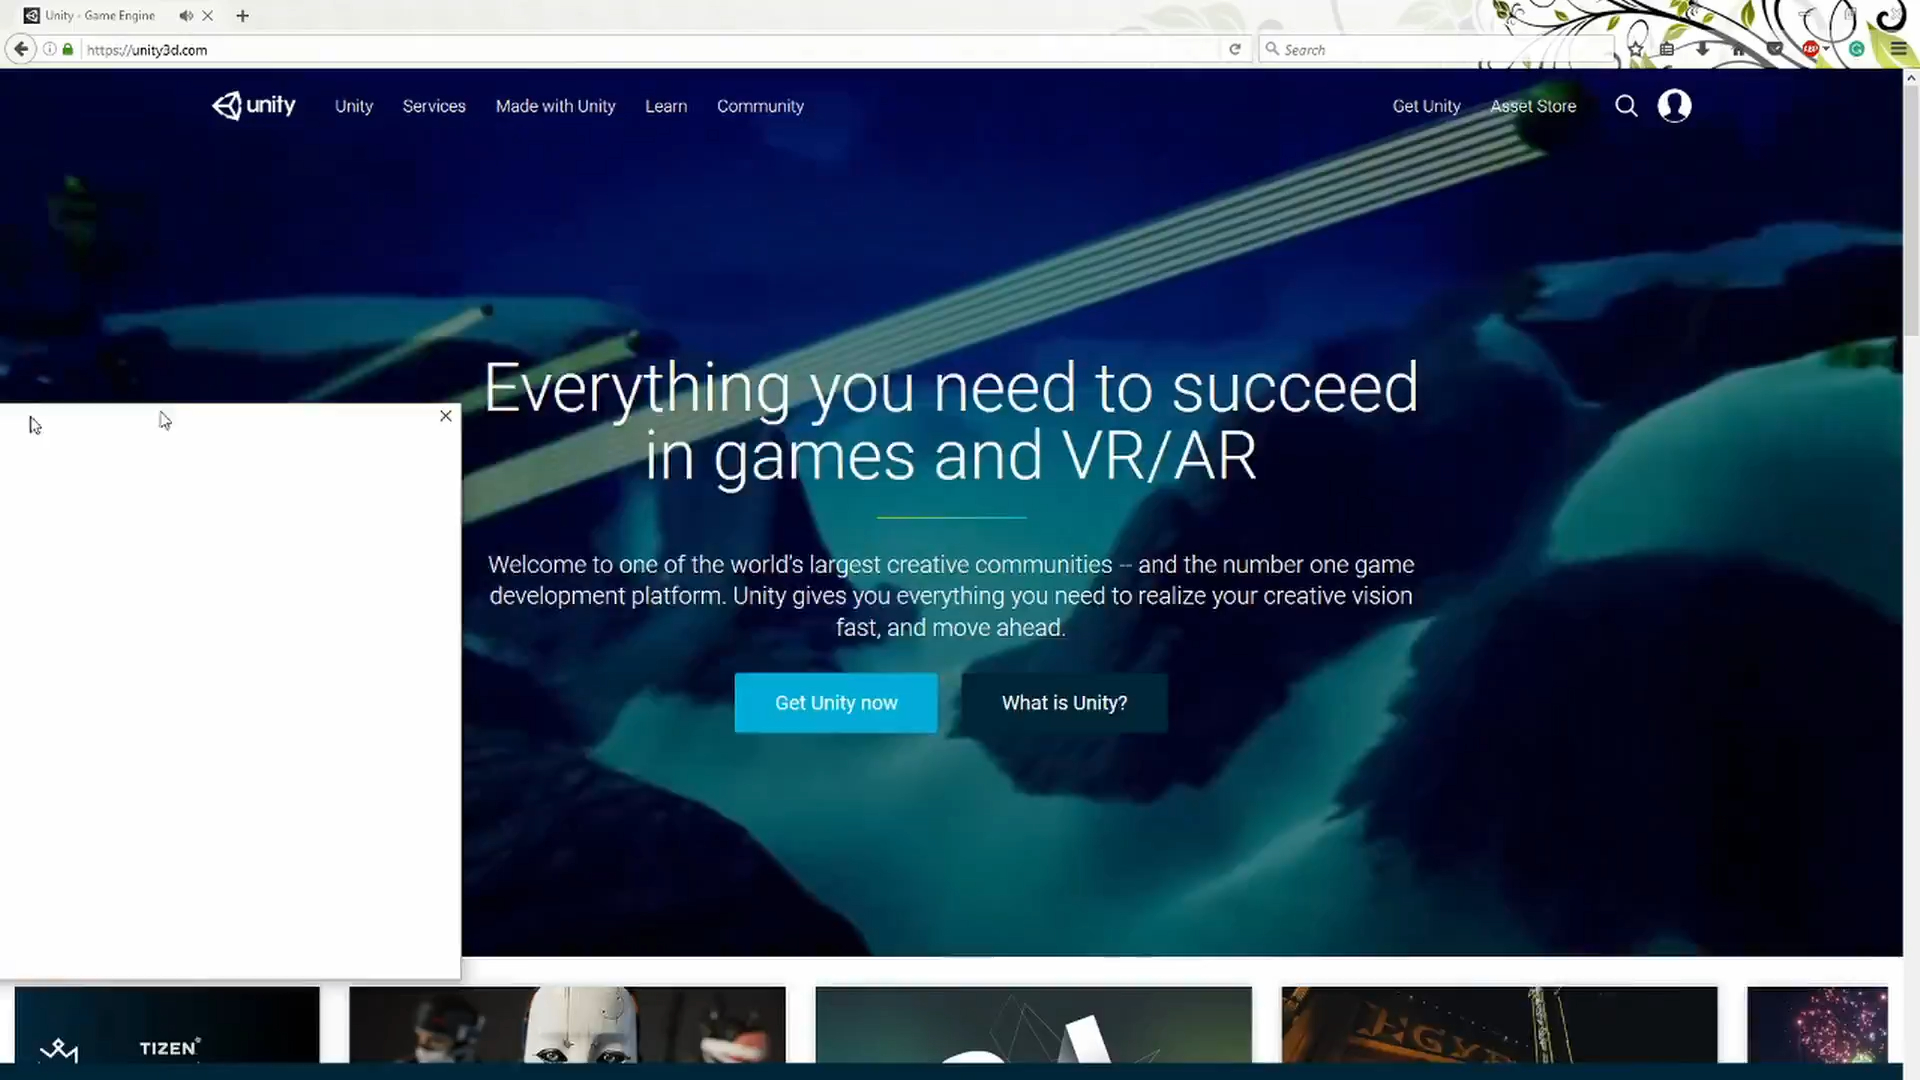 Unity - Game Engine
https://unity3d.com
Search
ABP
unity
Unity
Services
Made with Unity
Learn
Community
Get Unity
Asset Store
Everything you need to succeed
in games and VR/AR
Welcome to one of the world's largest creative communities -- and the number one game
development platform. Unity gives you everything you need to realize your creative vision
fast, and move ahead.
Get Unity now
What is Unity?
TIZEN